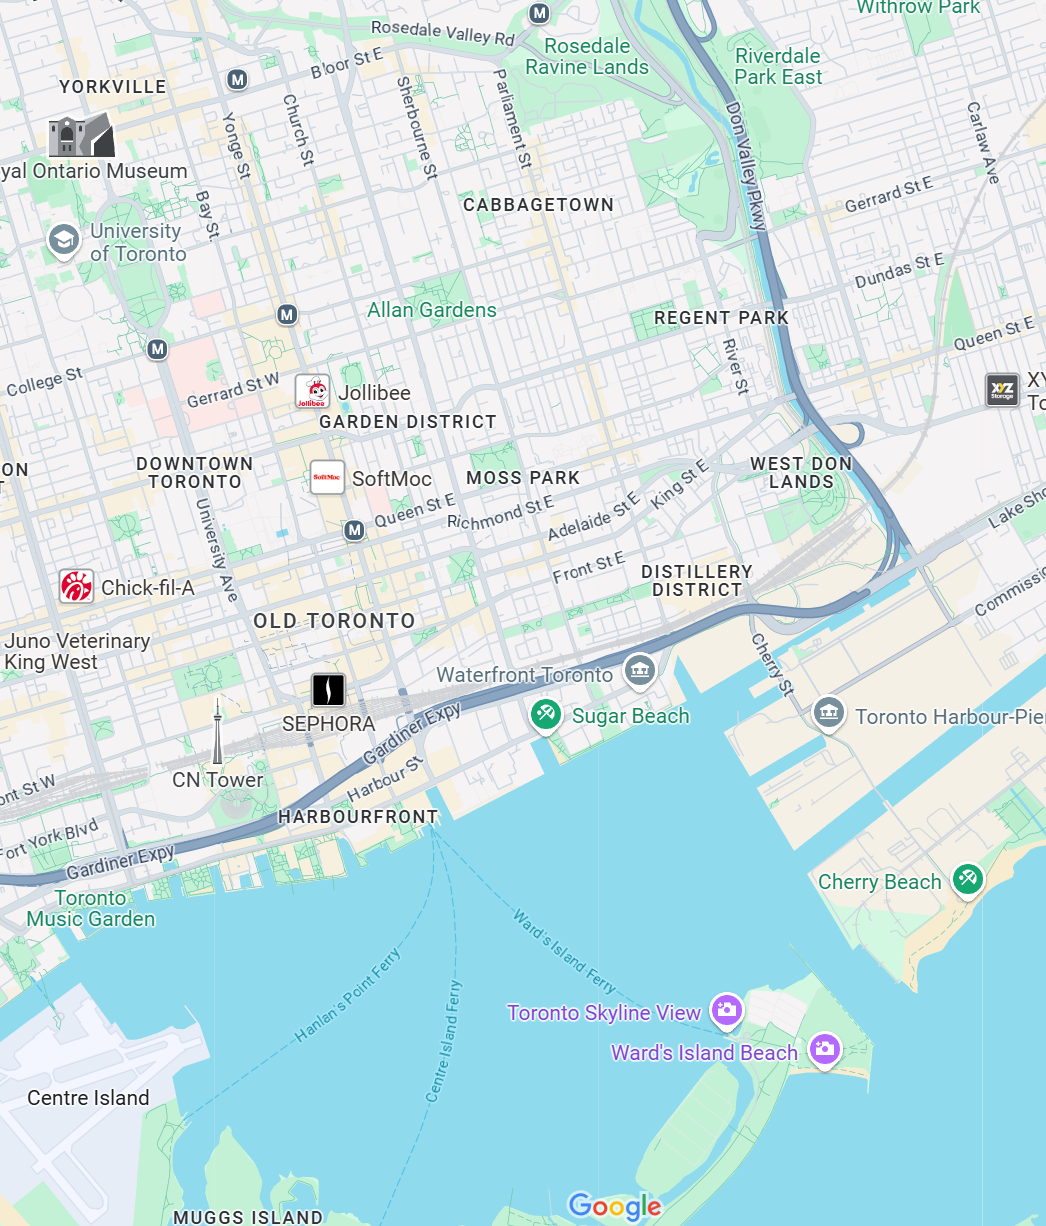 Withrow Park
M
Rosedale Valley Rd
Rosedale
Ravine Lands
Riverdale
Park East
Bloor St E
M
YORKVILLE
Yonge St
Church St
Sherbourne St
Parliament St
Don Valley Pkwy
Carlaw Ave
yal Ontario Museum
Bay St.
CABBAGETOWN
Gerrard St E
University
of Toronto
Dundas St E
Allan Gardens
M
REGENT PARK
Queen St E
M
River St
College St
Gerrard St W
Jollibee
Jollibee
XYZ
Storage
XY
To
GARDEN DISTRICT
ON
T
DOWNTOWN
TORONTO
SoftMoc
SoftMoc
MOSS PARK
King St E
WEST DON
LANDS
University Ave
M
Queen St E
Richmond St E
Adelaide St E
Lake Sho
Front St E
DISTILLERY
DISTRICT
Commissio
Chick-fil-A
OLD TORONTO
Juno Veterinary
King West
Cherry St
Waterfront Toronto
SEPHORA
Sugar Beach
Toronto Harbour-Pier
Gardiner Expy
CN Tower
Harbour St
ont St W
HARBOURFRONT
Fort York Blvd
Gardiner Expy
Cherry Beach
Toronto
Music Garden
Ward's Island Ferry
Hanlan's Point Ferry
Centre Island Ferry
Toronto Skyline View
Ward's Island Beach
Centre Island
Google
MUGGS ISLAND